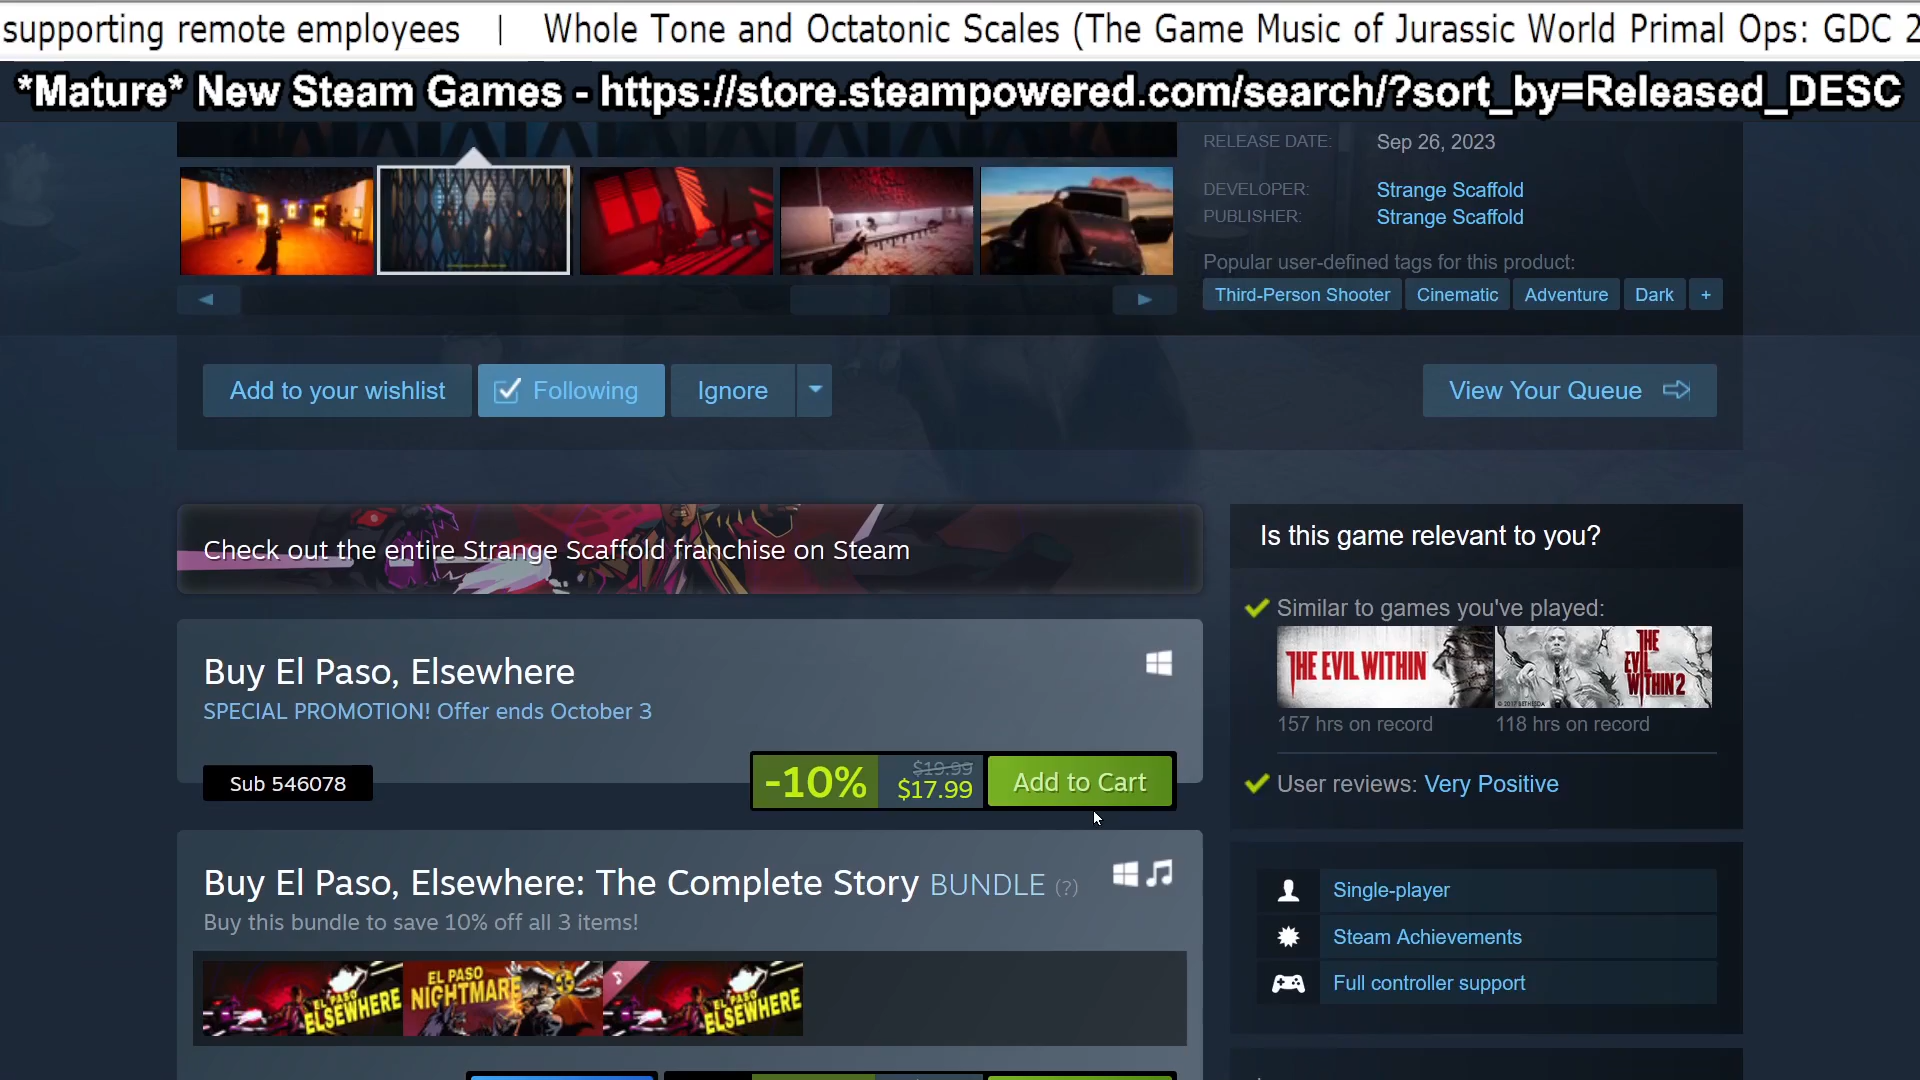 supporting remote employees | Whole Tone and Octatonic Scales (The Game Music of Jurassic World Primal Ops: GDC 2
*Mature* New Steam Games - https://store.steampowered.com/search/?sort_by=Released_DESC
RELEASE DATE: Sep 26, 2023
DEVELOPER: Strange Scaffold
PUBLISHER: Strange Scaffold
Popular user-defined tags for this product:
Third-Person Shooter Cinematic Adventure Dark +
Add to your wishlist Following Ignore View Your Queue
Check out the entire Strange Scaffold franchise on Steam
Buy El Paso, Elsewhere
SPECIAL PROMOTION! Offer ends October 3
Sub 546078
-10% $19.99 $17.99 Add to Cart
Buy El Paso, Elsewhere: The Complete Story BUNDLE (?)
Buy this bundle to save 10% off all 3 items!
EL PASO
ELSEWHERE
EL PASO
NIGHTMARE
EL PASO
ELSEWHERE
Is this game relevant to you?
Similar to games you've played:
THE EVIL WITHIN
THE
EVIL
WITHIN 2
© 2017 BETHESDA
157 hrs on record 118 hrs on record
User reviews: Very Positive
Single-player
Steam Achievements
Full controller support